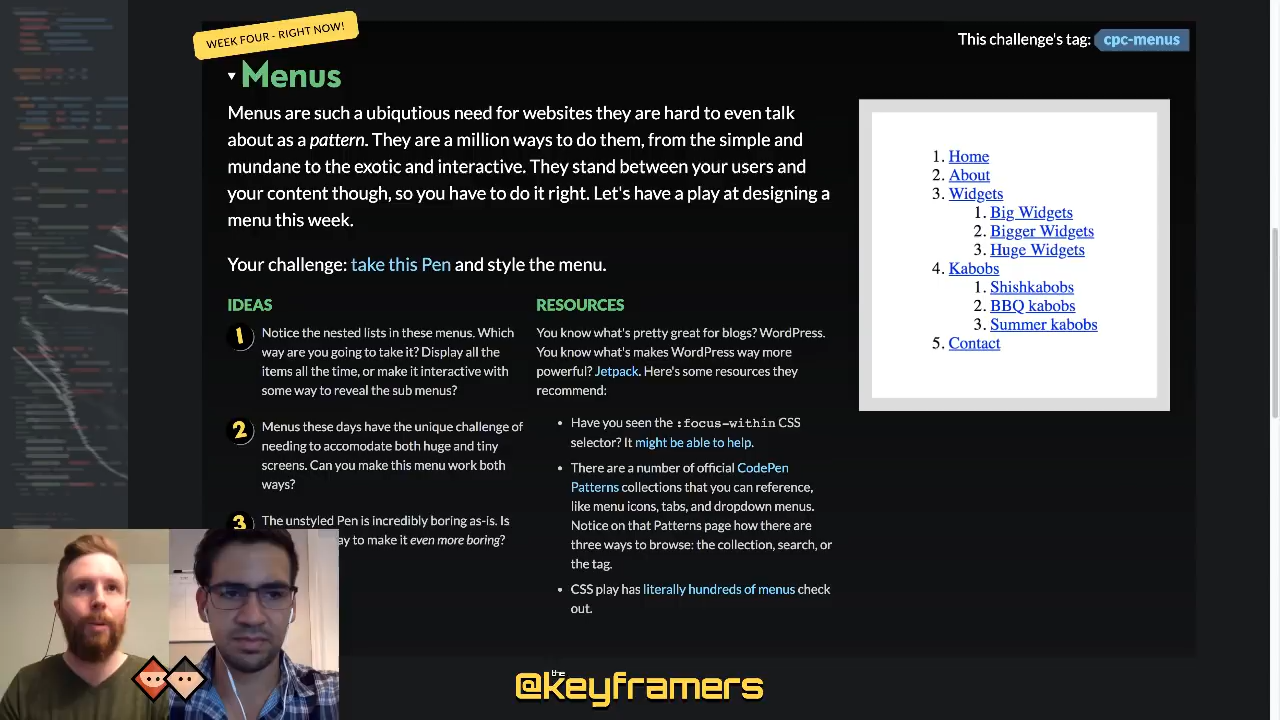 WEEK FOUR - RIGHT NOW!
This challenge's tag: cpc-menus
Menus
Menus are such a ubiqutious need for websites they are hard to even talk
about as a pattern. They are a million ways to do them, from the simple and
mundane to the exotic and interactive. They stand between your users and
your content though, so you have to do it right. Let's have a play at designing a
menu this week.
Your challenge: take this Pen and style the menu.
IDEAS
1
Notice the nested lists in these menus. Which
way are you going to take it? Display all the
items all the time, or make it interactive with
some way to reveal the sub menus?
2
Menus these days have the unique challenge of
needing to accomodate both huge and tiny
screens. Can you make this menu work both
ways?
3
The unstyled Pen is incredibly boring as-is. Is
way to make it even more boring?
RESOURCES
You know what's pretty great for blogs? WordPress.
You know what's makes WordPress way more
powerful? Jetpack. Here's some resources they
recommend:
• Have you seen the :focus-within CSS
selector? It might be able to help.
• There are a number of official CodePen
Patterns collections that you can reference,
like menu icons, tabs, and dropdown menus.
Notice on that Patterns page how there are
three ways to browse: the collection, search, or
the tag.
• CSS play has literally hundreds of menus check
out.
1. Home
2. About
3. Widgets
1. Big Widgets
2. Bigger Widgets
3. Huge Widgets
4. Kabobs
1. Shishkabobs
2. BBQ kabobs
3. Summer kabobs
5. Contact
the
@keyframers